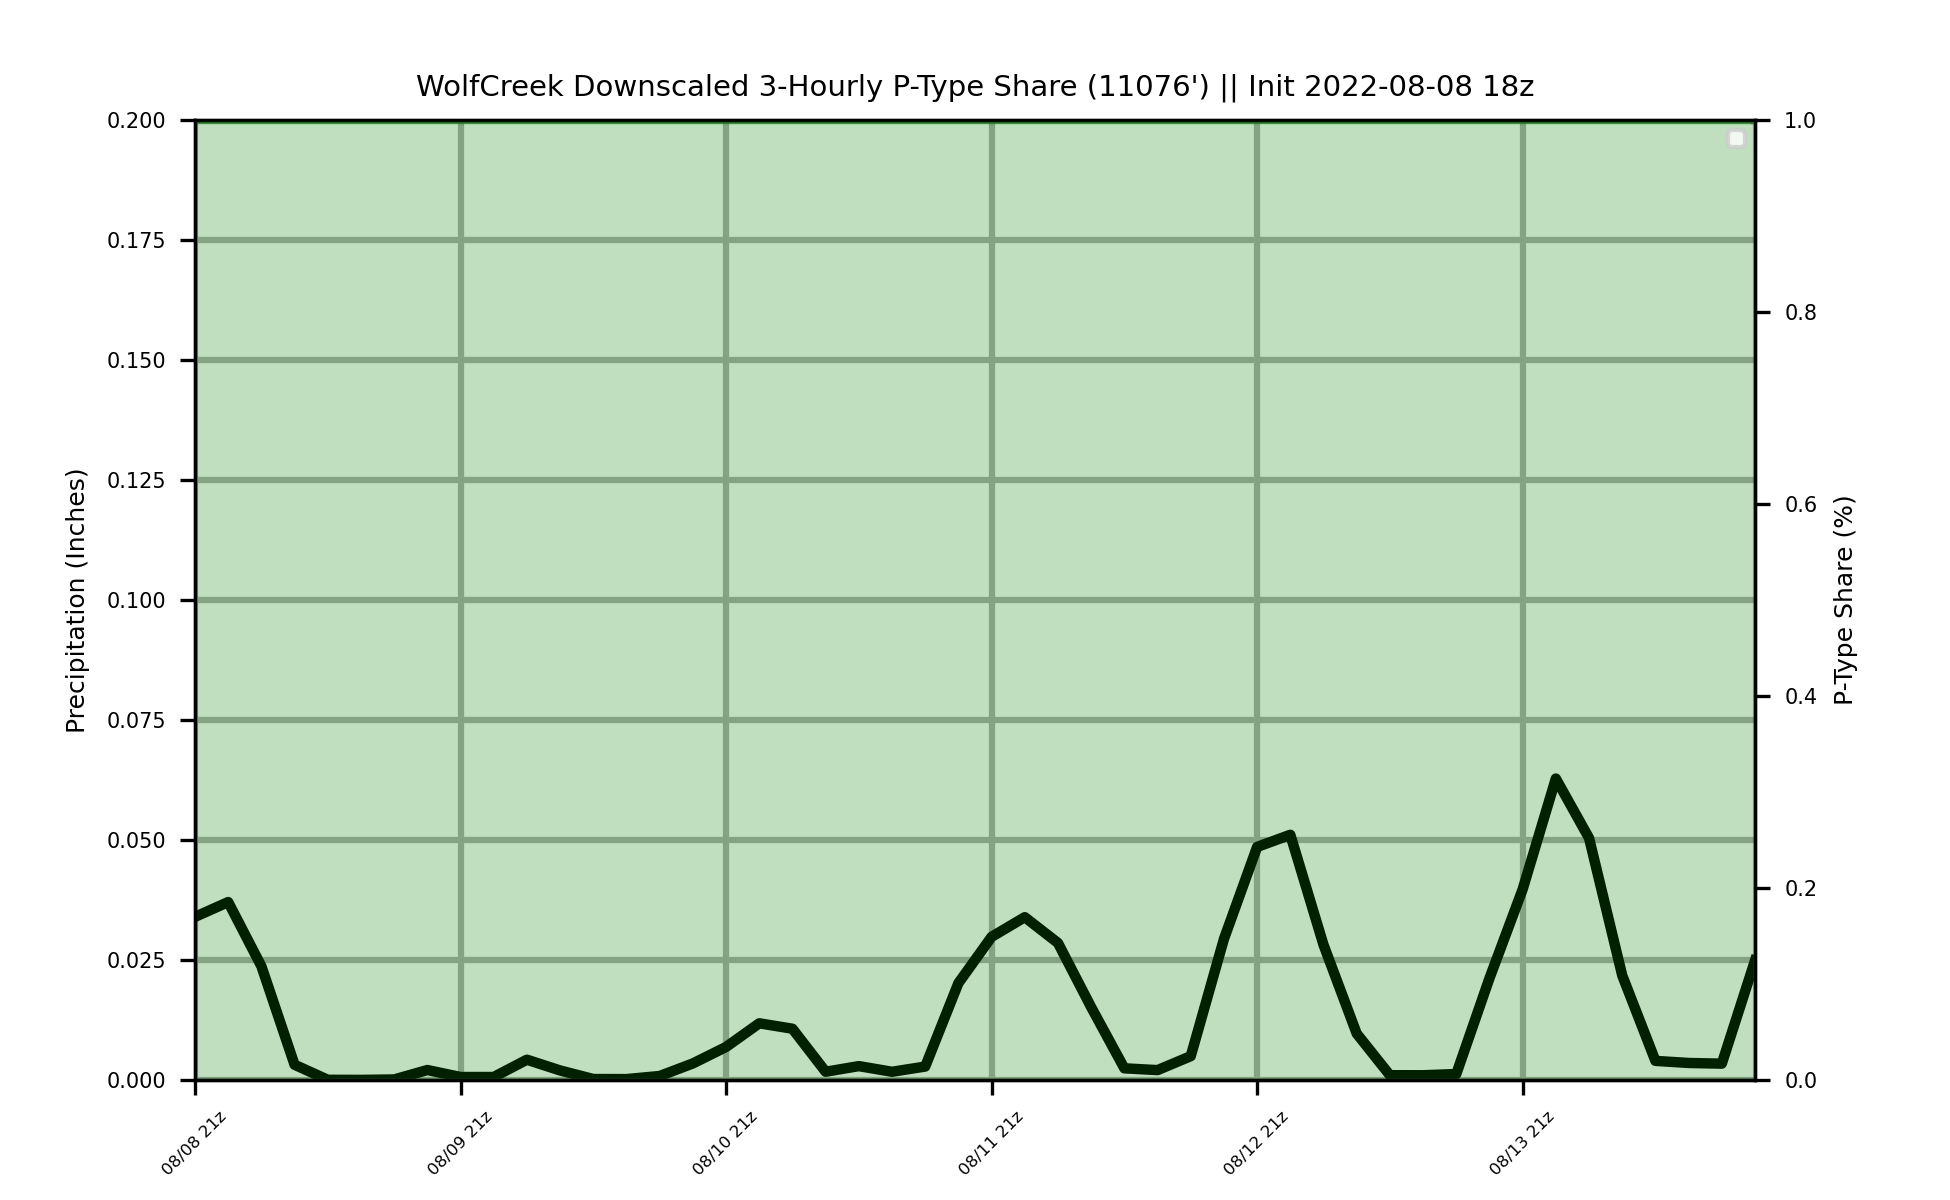 WolfCreek Downscaled 3-Hourly P-Type Share (11076') || Init 2022-08-08 18z
Precipitation (Inches)
0.200
0.175
0.150
0.125
0.100
0.075
0.050
0.025
0.000
1.0
0.8
0.6
0.4
0.2
0.0
P-Type Share (%)
08/08 21z
08/09 21z
08/10 21z
08/11 21z
08/12 21z
08/13 21z